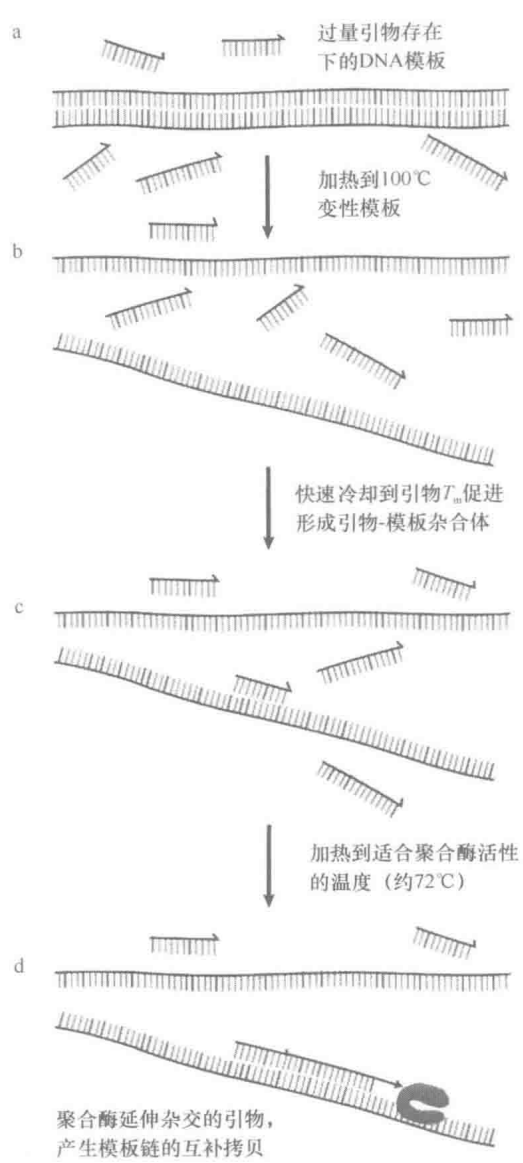 a
过量引物存在
下的DNA模板
加热到100℃
变性模板
b
快速冷却到引物Tm促进
形成引物-模板杂合体
c
加热到适合聚合酶活性
的温度（约72℃）
d
聚合酶延伸杂交的引物，
产生模板链的互补拷贝